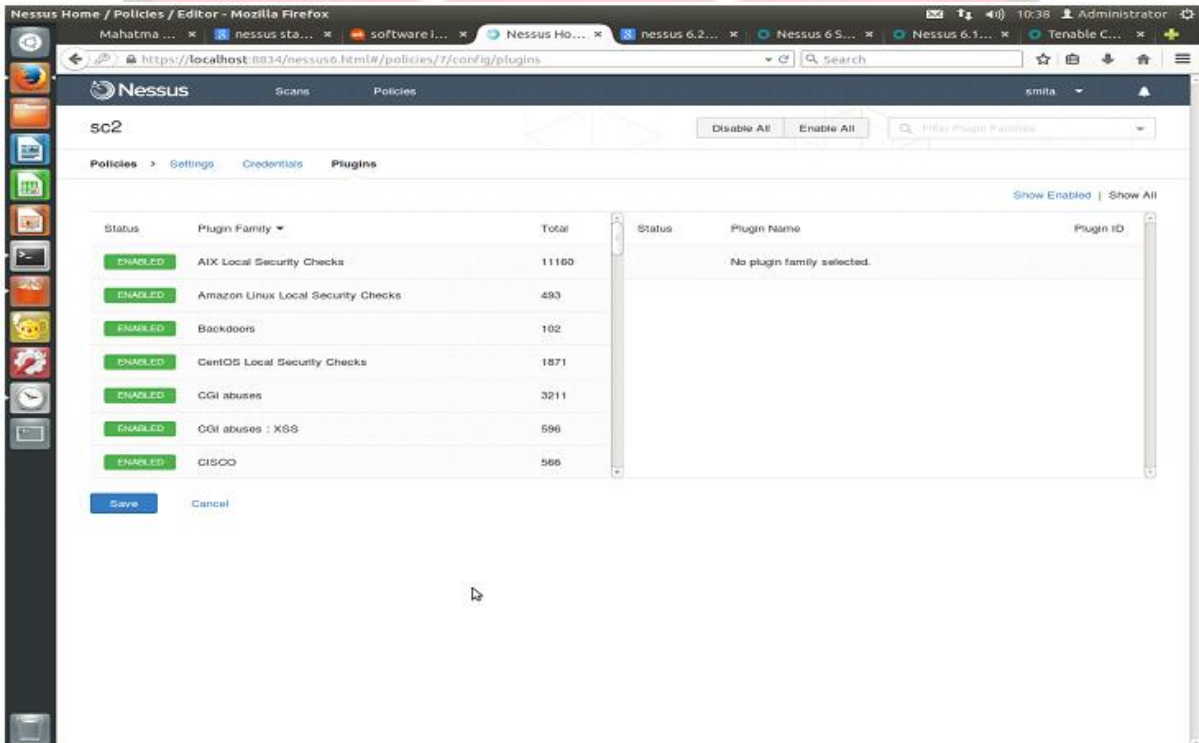 Nessus Home / Policies / Editor - Mozilla Firefox 10:38 Administrator
Mahatma ... × nessus sta... × software i... × Nessus Ho... × nessus 6.2... × Nessus 6 S... × Nessus 6.1... × Tenable C... ×
https://localhost:8834/nessus6.html#/policies/7/config/plugins Search
Nessus Scans Policies smita
sc2 Disable All Enable All Filter Plugin Families
Policies > Settings Credentials Plugins
Show Enabled | Show All
Status Plugin Family Total Status Plugin Name Plugin ID
ENABLED AIX Local Security Checks 11160 No plugin family selected.
ENABLED Amazon Linux Local Security Checks 493
ENABLED Backdoors 102
ENABLED CentOS Local Security Checks 1871
ENABLED CGI abuses 3211
ENABLED CGI abuses : XSS 596
ENABLED CISCO 566
Save Cancel